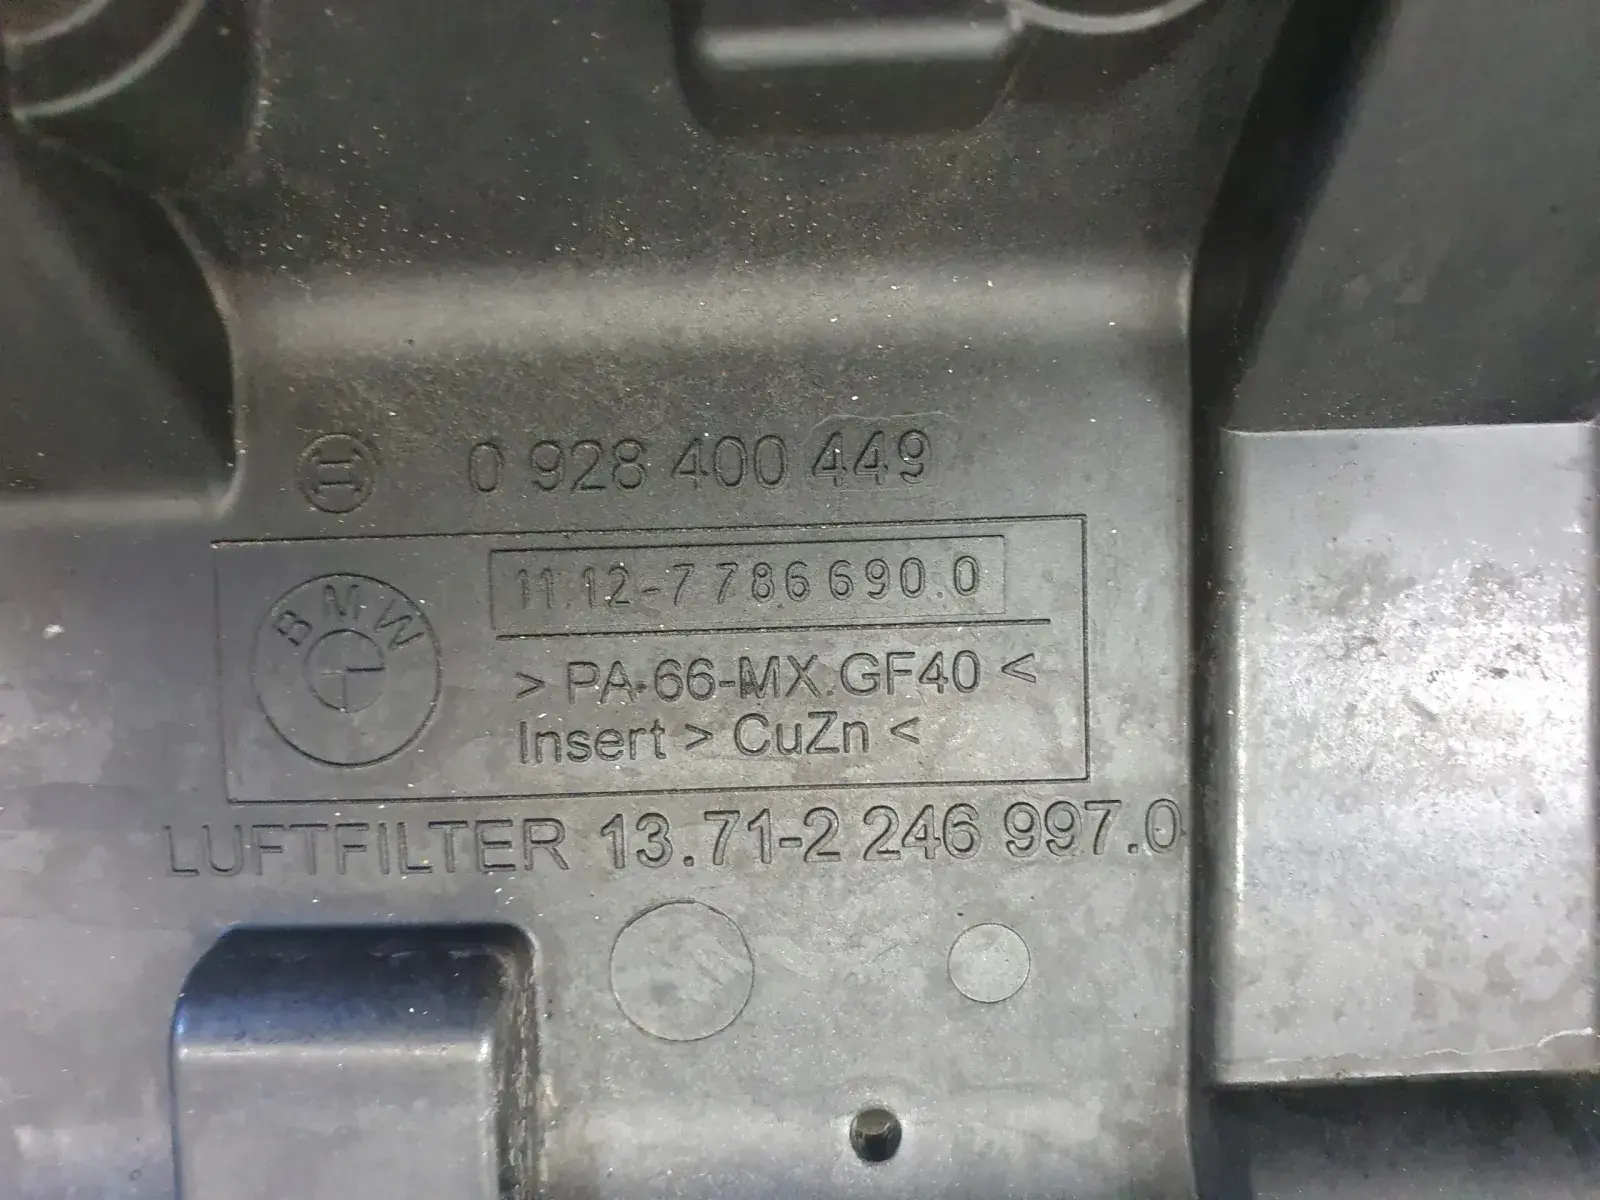 0 928 400 449
BMW
11.12-7 786 690.0
> PA-66-MX.GF40 <
Insert > CuZn <
LUFTFILTER 13.71-2 246 997.0